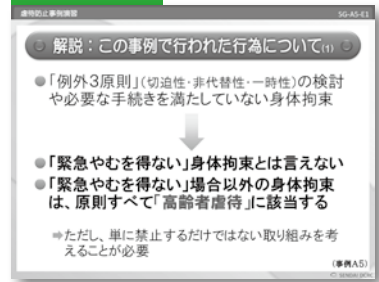 虐待防止事例演習
SG-A5-E1
解説：この事例で行われた行為について(1)
●「例外3原則」（切迫性・非代替性・一時性）の検討
や必要な手続きを満たしていない身体拘束
●「緊急やむを得ない」身体拘束とは言えない
●「緊急やむを得ない」場合以外の身体拘束
は、原則すべて「高齢者虐待」に該当する
⇒ただし、単に禁止するだけではない取り組みを考
えることが必要
（事例A5）